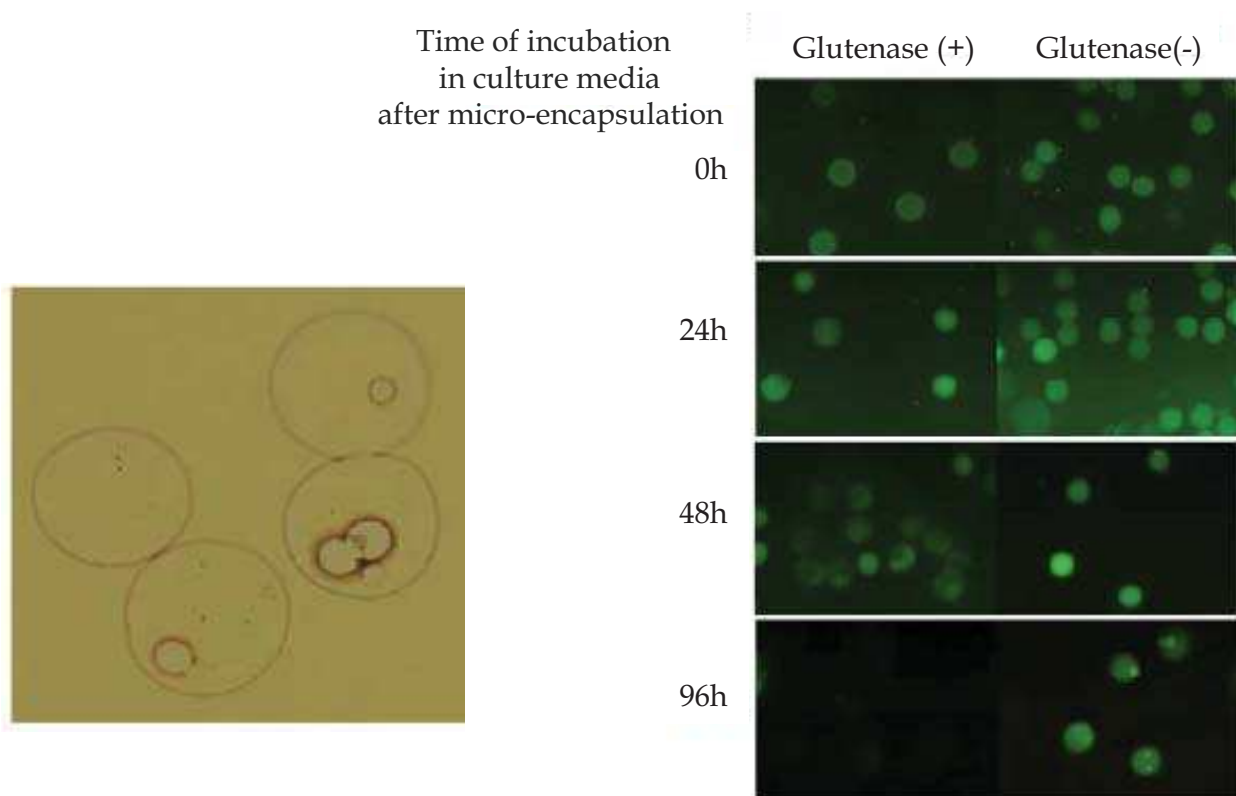 Time of incubation
in culture media
after micro-encapsulation
Glutenase (+) Glutenase(-)
0h
24h
48h
96h